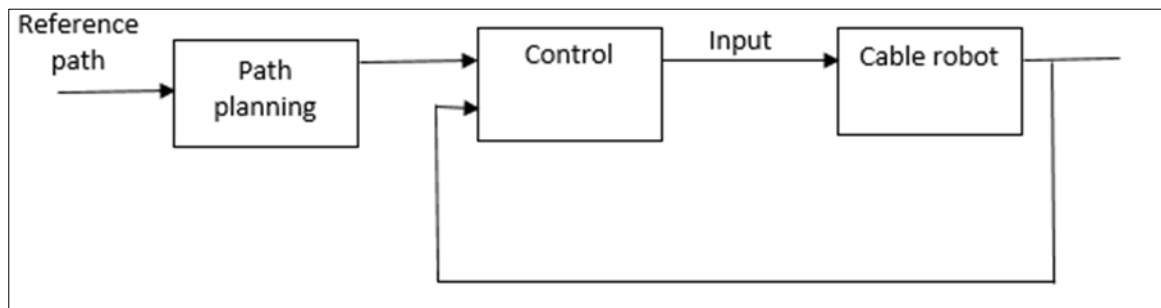 Reference
path
Path
planning
Control
Input
Cable robot